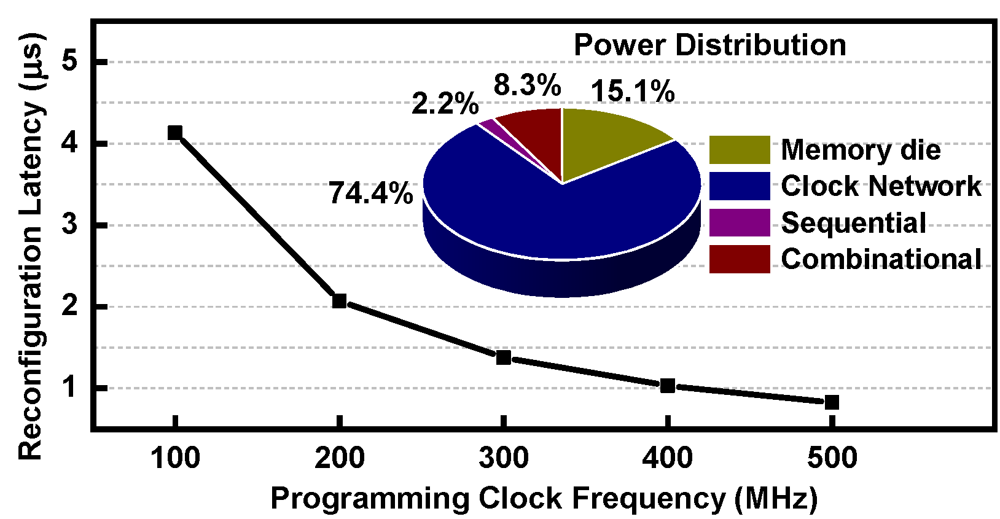 Power Distribution
8.3%
15.1%
2.2%
74.4%
Memory die
Clock Network
Sequential
Combinational
Reconfiguration Latency (µs)
5
4
3
2
1
100 200 300 400 500
Programming Clock Frequency (MHz)